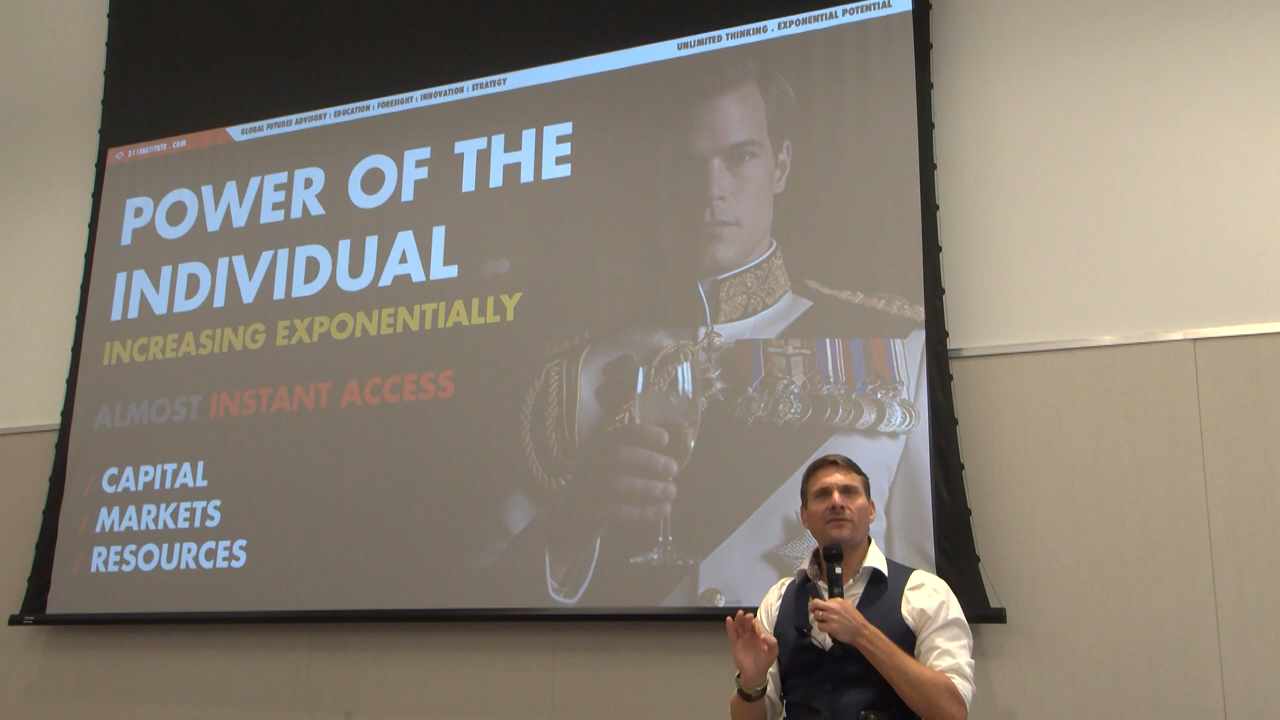 311INSTITUTE . COM
GLOBAL FUTURES ADVISORY : EDUCATION : FORESIGHT : INNOVATION : STRATEGY
UNLIMITED THINKING . EXPONENTIAL POTENTIAL
POWER OF THE
INDIVIDUAL
INCREASING EXPONENTIALLY
ALMOST INSTANT ACCESS
/ CAPITAL
/ MARKETS
/ RESOURCES